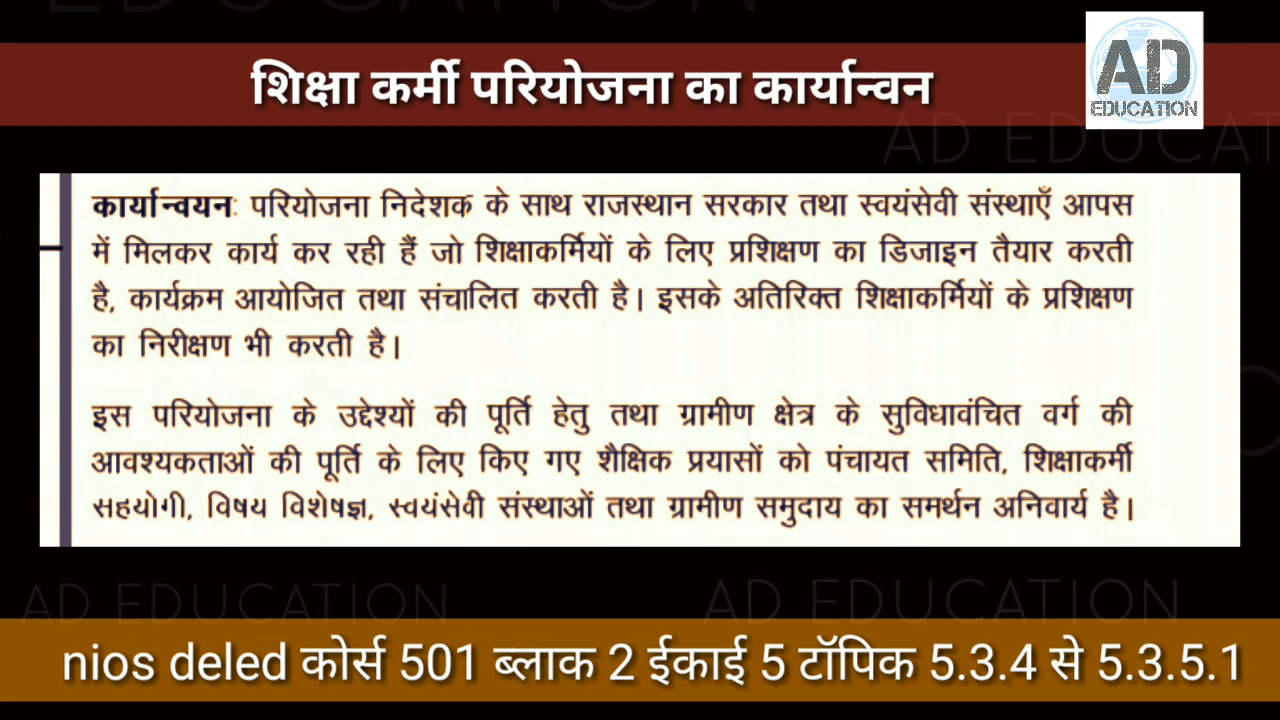 शिक्षा कर्मी परियोजना का कार्यान्वन
AD
EDUCATION
कार्यान्वयन: परियोजना निदेशक के साथ राजस्थान सरकार तथा स्वयंसेवी संस्थाएँ आपस
में मिलकर कार्य कर रही हैं जो शिक्षाकर्मियों के लिए प्रशिक्षण का डिजाइन तैयार करती
है, कार्यक्रम आयोजित तथा संचालित करती है। इसके अतिरिक्त शिक्षाकर्मियों के प्रशिक्षण
का निरीक्षण भी करती है।
इस परियोजना के उद्देश्यों की पूर्ति हेतु तथा ग्रामीण क्षेत्र के सुविधावंचित वर्ग की
आवश्यकताओं की पूर्ति के लिए किए गए शैक्षिक प्रयासों को पंचायत समिति, शिक्षाकर्मी
सहयोगी, विषय विशेषज्ञ, स्वयंसेवी संस्थाओं तथा ग्रामीण समुदाय का समर्थन अनिवार्य है।
AD EDUCATION
AD EDUCATION
nios deled कोर्स 501 ब्लाक 2 ईकाई 5 टॉपिक 5.3.4 से 5.3.5.1